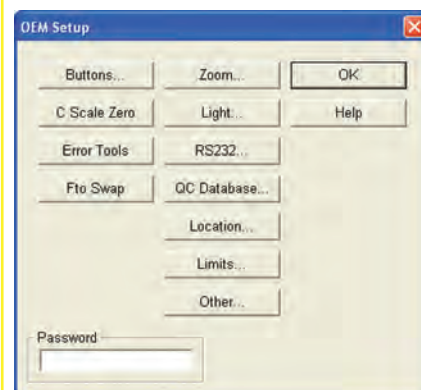 OEM Setup
Buttons...
Zoom...
OK
C Scale Zero
Light...
Help
Error Tools
RS232...
Fto Swap
QC Database...
Location...
Limits...
Other...
Password